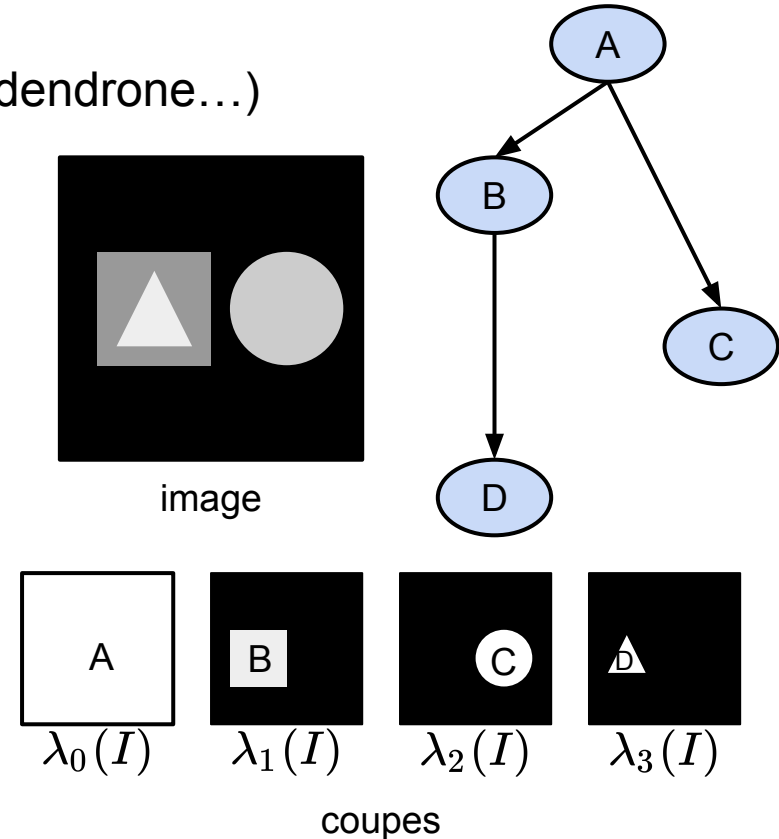 dendrone…)
A
B
C
D
image
A
B
C
D
λ₀(I)
λ₁(I)
λ₂(I)
λ₃(I)
coupes